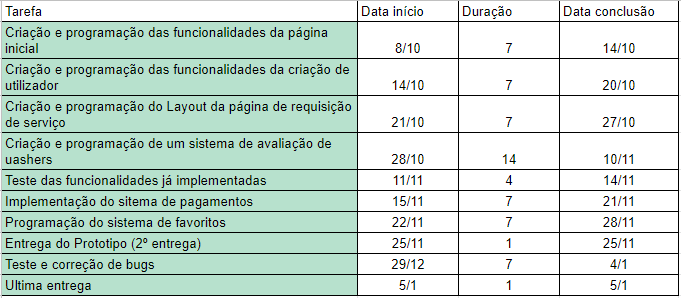 Tarefa Data início Duração Data conclusão
Criação e programação das funcionalidades da página
inicial 8/10 7 14/10
Criação e programação das funcionalidades da criação de
utilizador 14/10 7 20/10
Criação e programação do Layout da página de requisição
de serviço 21/10 7 27/10
Criação e programação de um sistema de avaliação de
uashers 28/10 14 10/11
Teste das funcionalidades já implementadas 11/11 4 14/11
Implementação do sitema de pagamentos 15/11 7 21/11
Programação do sistema de favoritos 22/11 7 28/11
Entrega do Prototipo (2º entrega) 25/11 1 25/11
Teste e correção de bugs 29/12 7 4/1
Ultima entrega 5/1 1 5/1